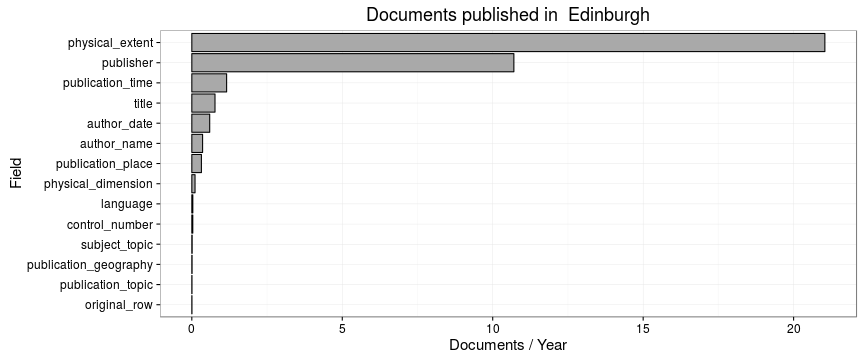 Documents published in  Edinburgh
Field
physical_extent
publisher
publication_time
title
author_date
author_name
publication_place
physical_dimension
language
control_number
subject_topic
publication_geography
publication_topic
original_row
0 5 10 15 20
Documents / Year